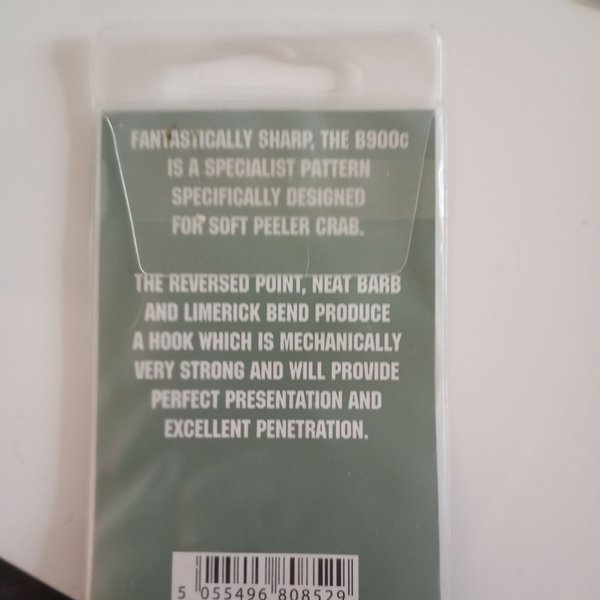 FANTASTICALLY SHARP, THE B900c
IS A SPECIALIST PATTERN
SPECIFICALLY DESIGNED
FOR SOFT PEELER CRAB.
THE REVERSED POINT, NEAT BARB
AND LIMERICK BEND PRODUCE
A HOOK WHICH IS MECHANICALLY
VERY STRONG AND WILL PROVIDE
PERFECT PRESENTATION AND
EXCELLENT PENETRATION.
5 055496 808529